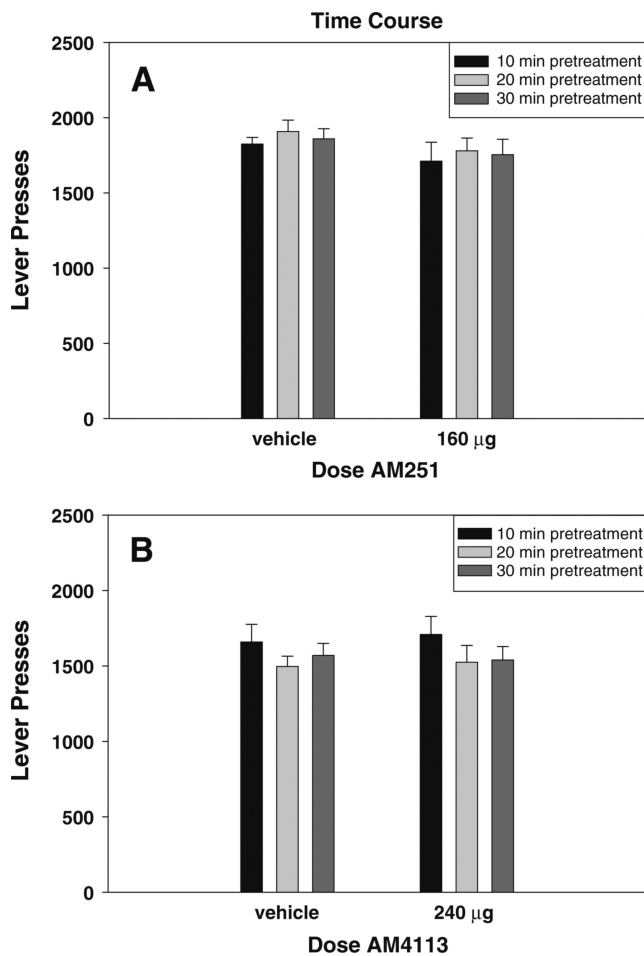 Time Course
A
10 min pretreatment
20 min pretreatment
30 min pretreatment
2500
2000
1500
1000
500
0
Lever Presses
vehicle 160 μg
Dose AM251
B
10 min pretreatment
20 min pretreatment
30 min pretreatment
2500
2000
1500
1000
500
0
Lever Presses
vehicle 240 μg
Dose AM4113